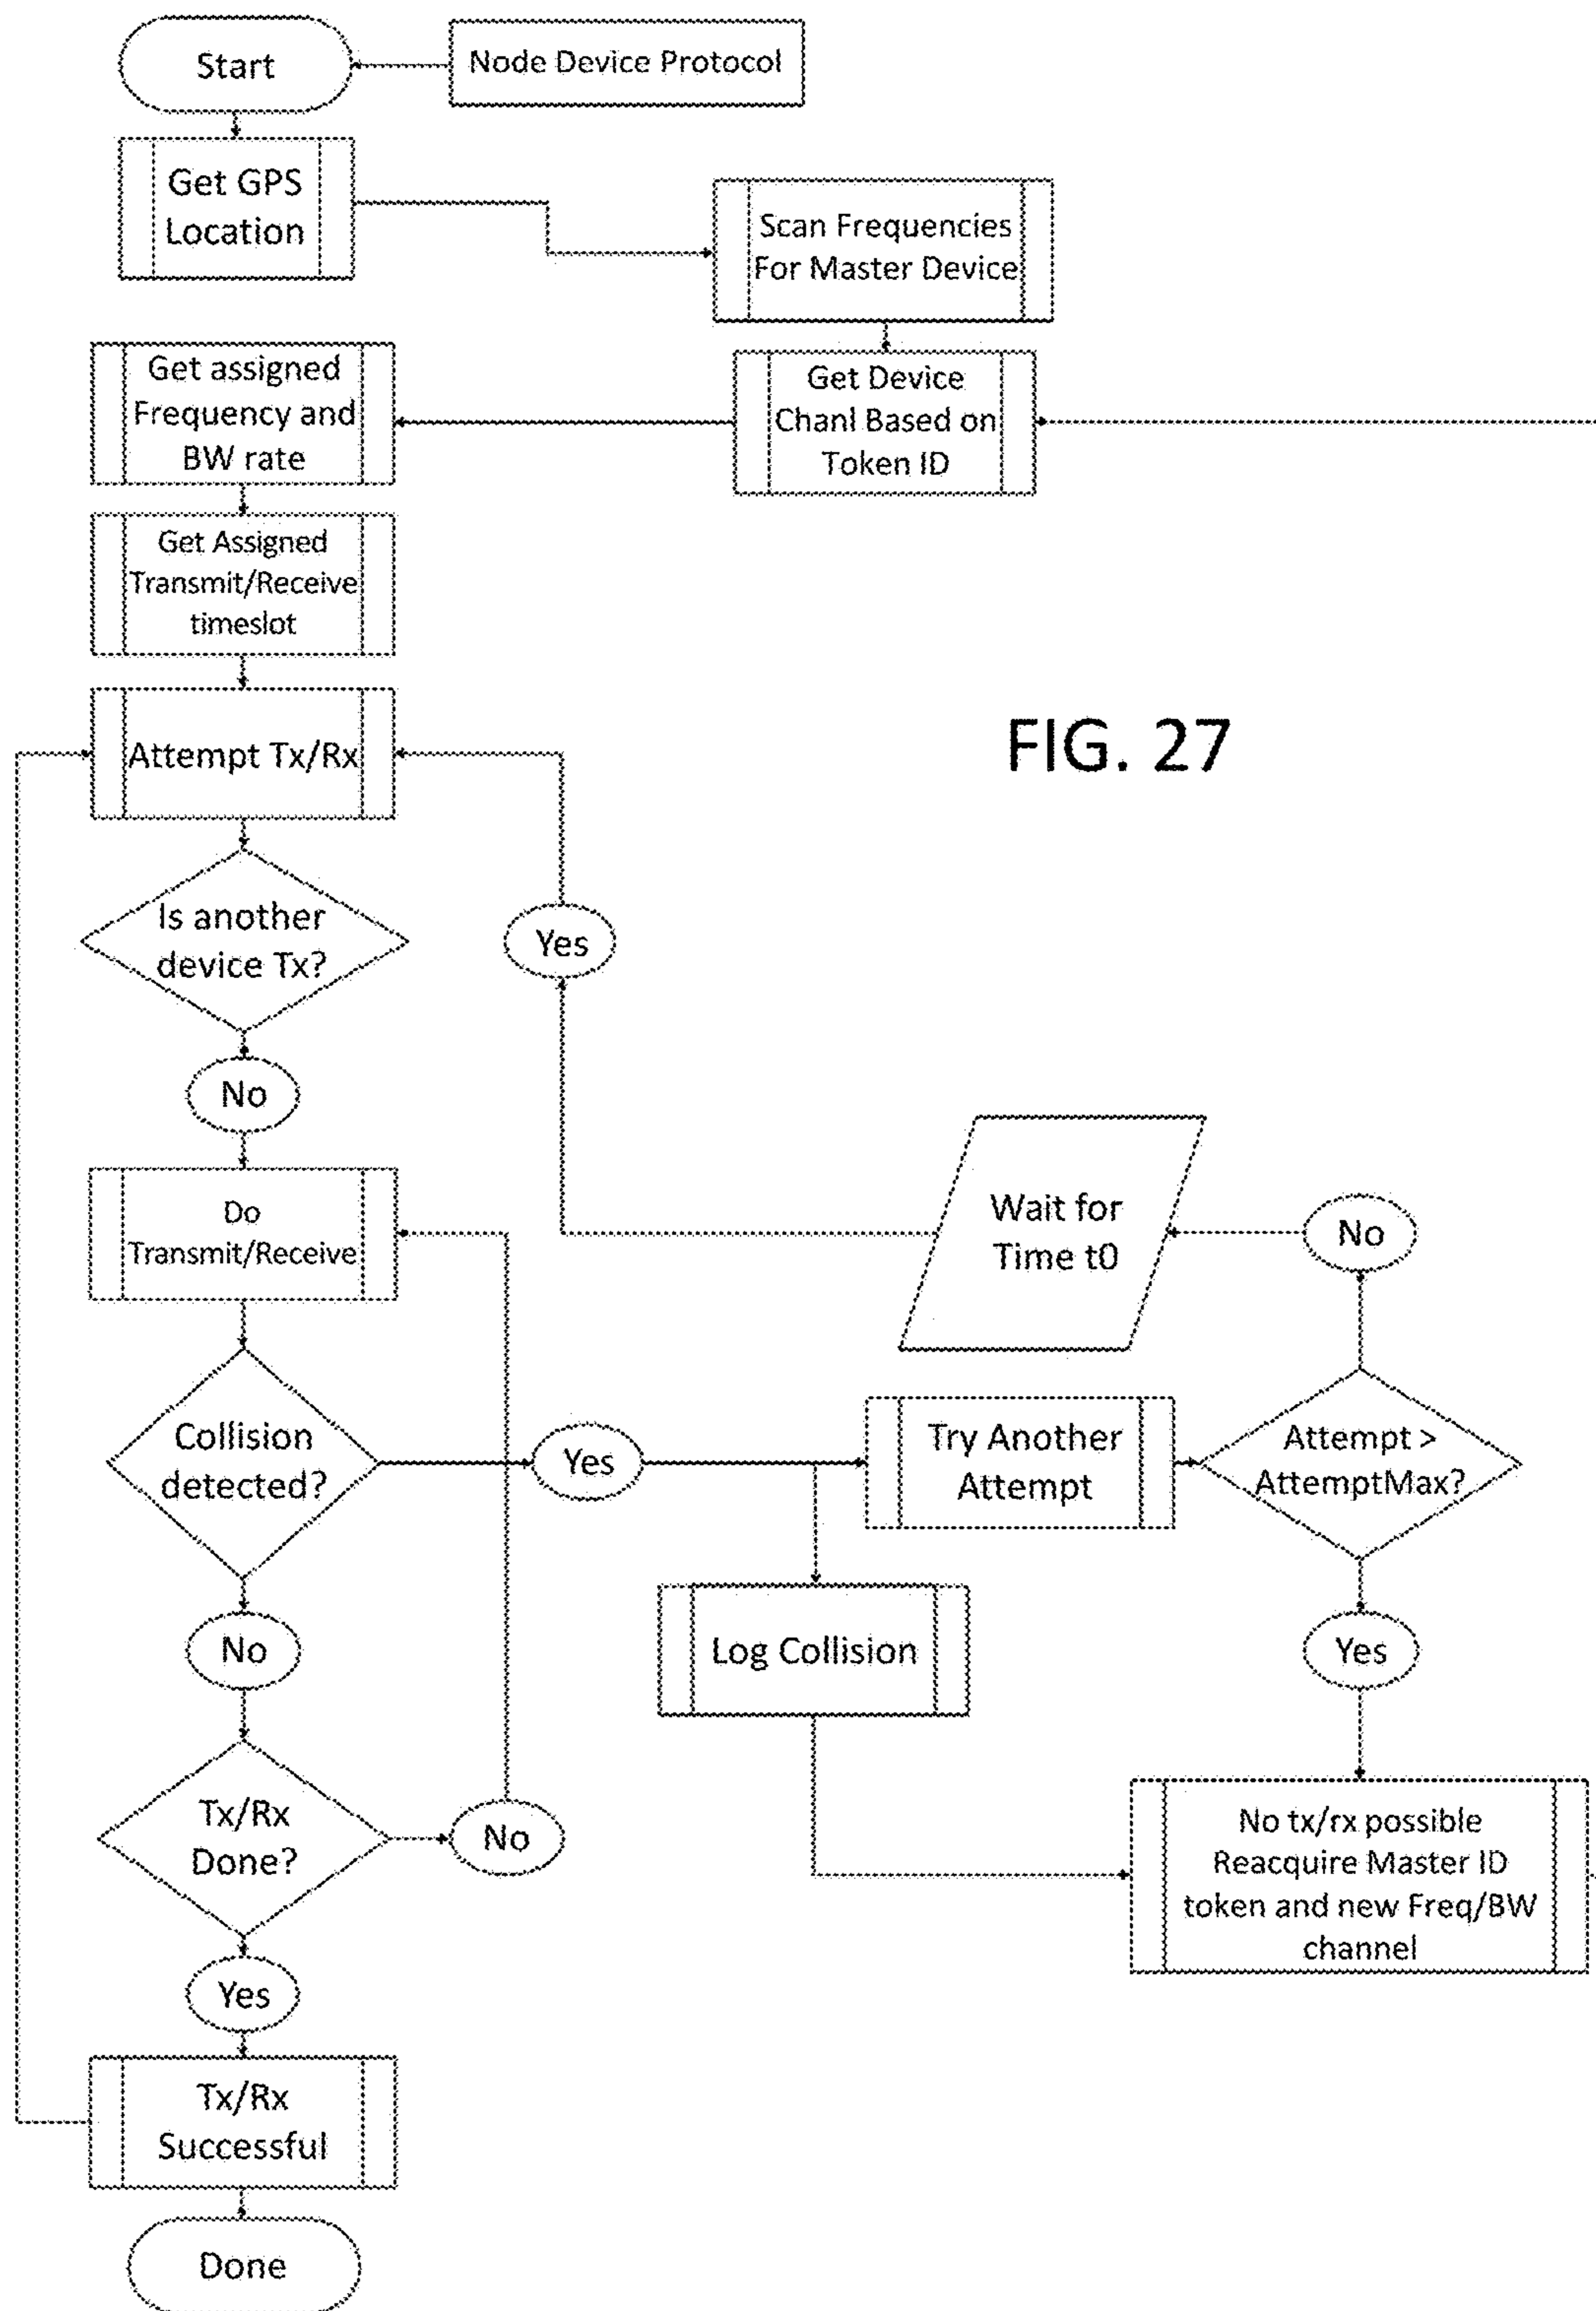 Start
Node Device Protocol
Get GPS
Location
Scan Frequencies
For Master Device
Get assigned
Frequency and
BW rate
Get Device
Chanl Based on
Token ID
Get Assigned
Transmit/Receive
timeslot
Attempt Tx/Rx
FIG. 27
Is another
device Tx?
Yes
No
Do
Transmit/Receive
Wait for
Time t0
No
Collision
detected?
Yes
Try Another
Attempt
Attempt >
AttemptMax?
No
Log Collision
Yes
Tx/Rx
Done?
No
No tx/rx possible
Reacquire Master ID
token and new Freq/BW
channel
Yes
Tx/Rx
Successful
Done